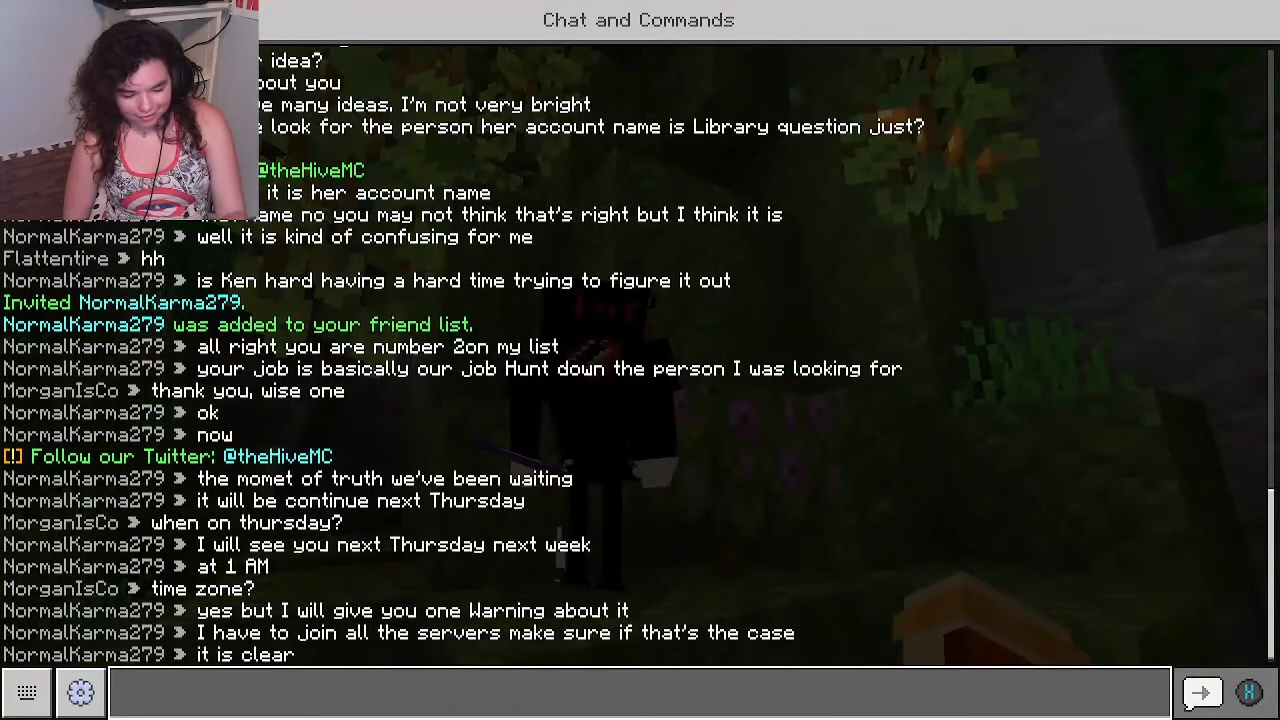 Chat and Commands
idea?
you
many ideas. I'm not very bright
look for the person her account name is Library question just?
@theHiveMC
it is her account name
no you may not think that's right but I think it is
NormalKarma279 > well it is kind of confusing for me
Flattentire > hh
NormalKarma279 > is Ken hard having a hard time trying to figure it out
Invited NormalKarma279.
NormalKarma279 was added to your friend list.
NormalKarma279 > all right you are number 2on my list
NormalKarma279 > your job is basically our job Hunt down the person I was looking for
MorganIsCo > thank you, wise one
NormalKarma279 > ok
NormalKarma279 > now
[!] Follow our Twitter: @theHiveMC
NormalKarma279 > the momet of truth we've been waiting
NormalKarma279 > it will be continue next Thursday
MorganIsCo > when on thursday?
NormalKarma279 > I will see you next Thursday next week
NormalKarma279 > at 1 AM
MorganIsCo > time zone?
NormalKarma279 > yes but I will give you one Warning about it
NormalKarma279 > I have to join all the servers make sure if that's the case
NormalKarma279 > it is clear
X